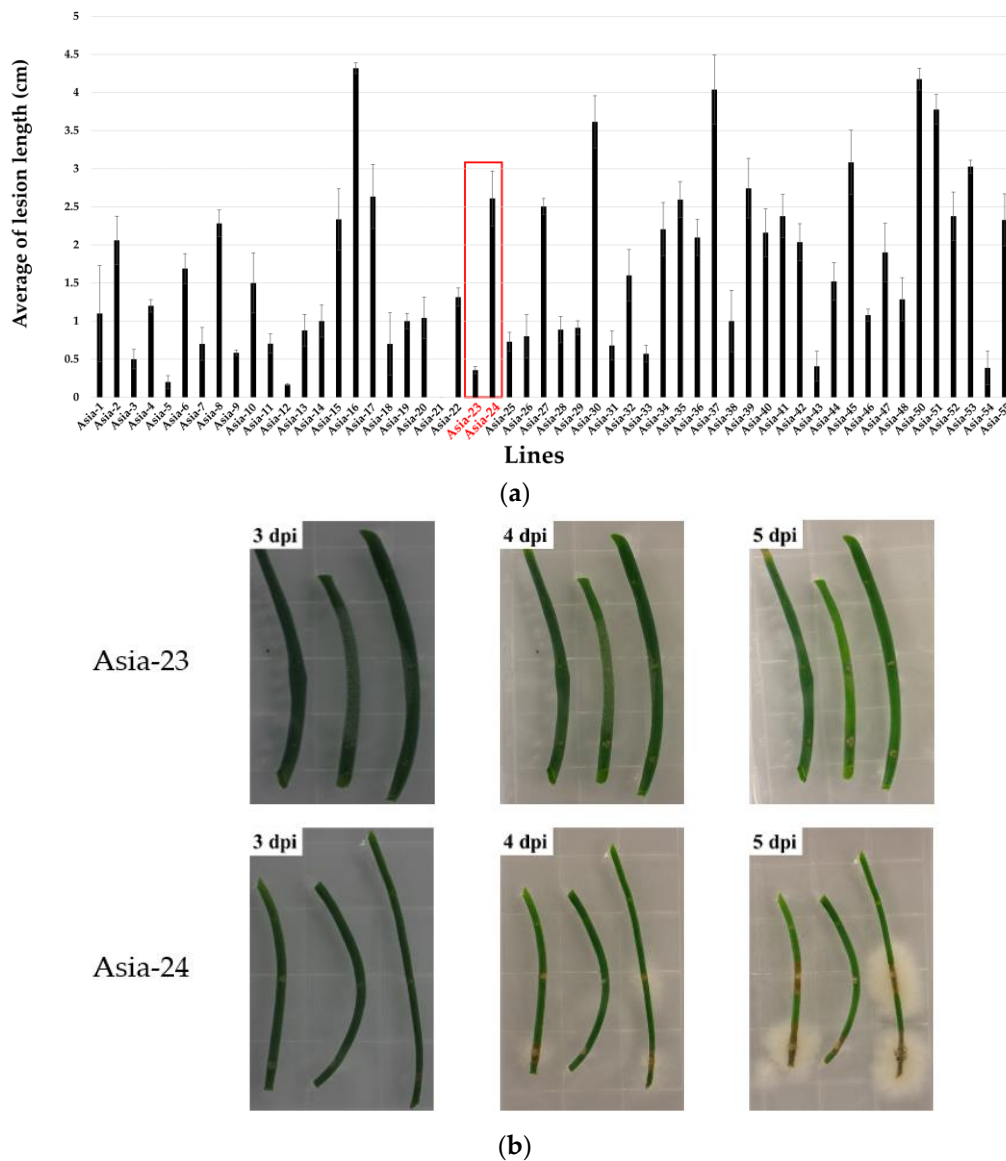 5
4.5
4
3.5
3
2.5
2
1.5
1
0.5
0
Average of lesion length (cm)
Asia-1 Asia-2 Asia-3 Asia-4 Asia-5 Asia-6 Asia-7 Asia-8 Asia-9 Asia-10 Asia-11 Asia-12 Asia-13 Asia-14 Asia-15 Asia-16 Asia-17 Asia-18 Asia-19 Asia-20 Asia-21 Asia-22 Asia-23 Asia-24 Asia-25 Asia-26 Asia-27 Asia-28 Asia-29 Asia-30 Asia-31 Asia-32 Asia-33 Asia-34 Asia-35 Asia-36 Asia-37 Asia-38 Asia-39 Asia-40 Asia-41 Asia-42 Asia-43 Asia-44 Asia-45 Asia-46 Asia-47 Asia-48 Asia-50 Asia-51 Asia-52 Asia-53 Asia-54
Lines
(a)
3 dpi 4 dpi 5 dpi
Asia-23
3 dpi 4 dpi 5 dpi
Asia-24
(b)